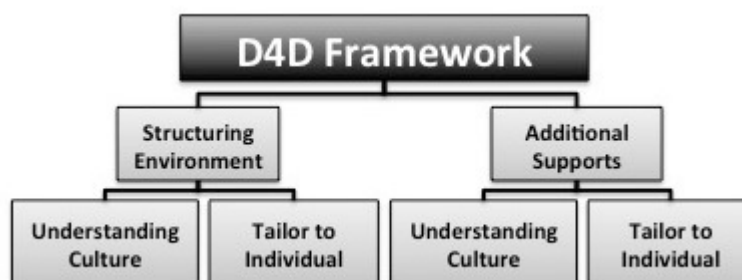 D4D Framework
Structuring
Environment
Additional
Supports
Understanding
Culture
Tailor to
Individual
Understanding
Culture
Tailor to
Individual